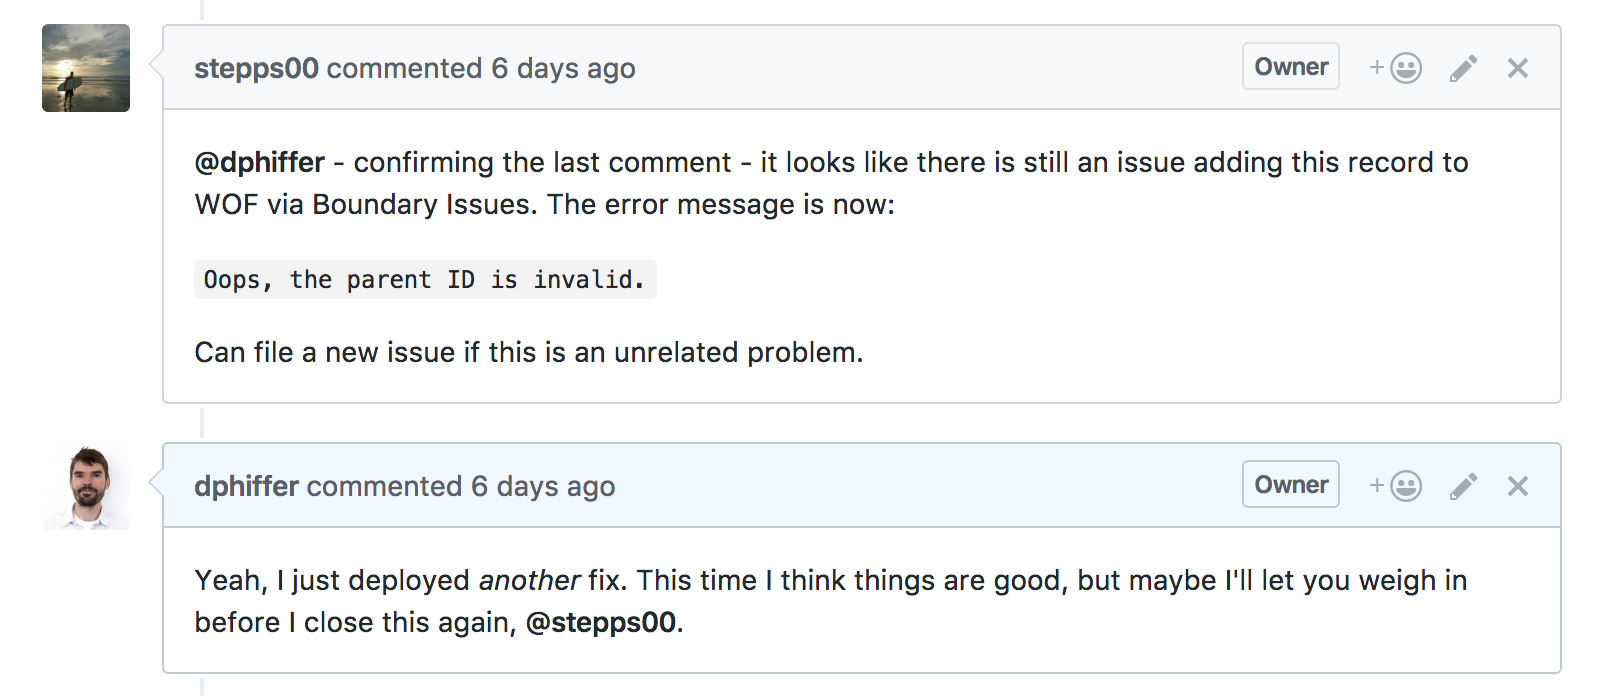 stepps00 commented 6 days ago
Owner
@dphiffer - confirming the last comment - it looks like there is still an issue adding this record to
WOF via Boundary Issues. The error message is now:
Oops, the parent ID is invalid.
Can file a new issue if this is an unrelated problem.
dphiffer commented 6 days ago
Owner
Yeah, I just deployed another fix. This time I think things are good, but maybe I'll let you weigh in
before I close this again, @stepps00.